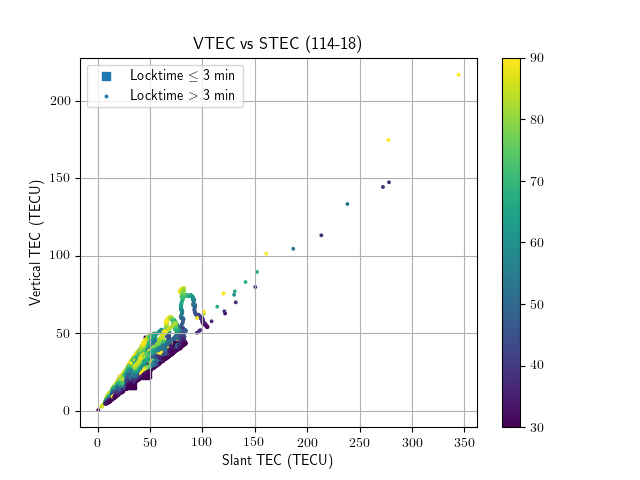 VTEC vs STEC (114-18)
Locktime ≤ 3 min
Locktime > 3 min
Vertical TEC (TECU)
200
150
100
50
0
0 50 100 150 200 250 300 350
Slant TEC (TECU)
90
80
70
60
50
40
30